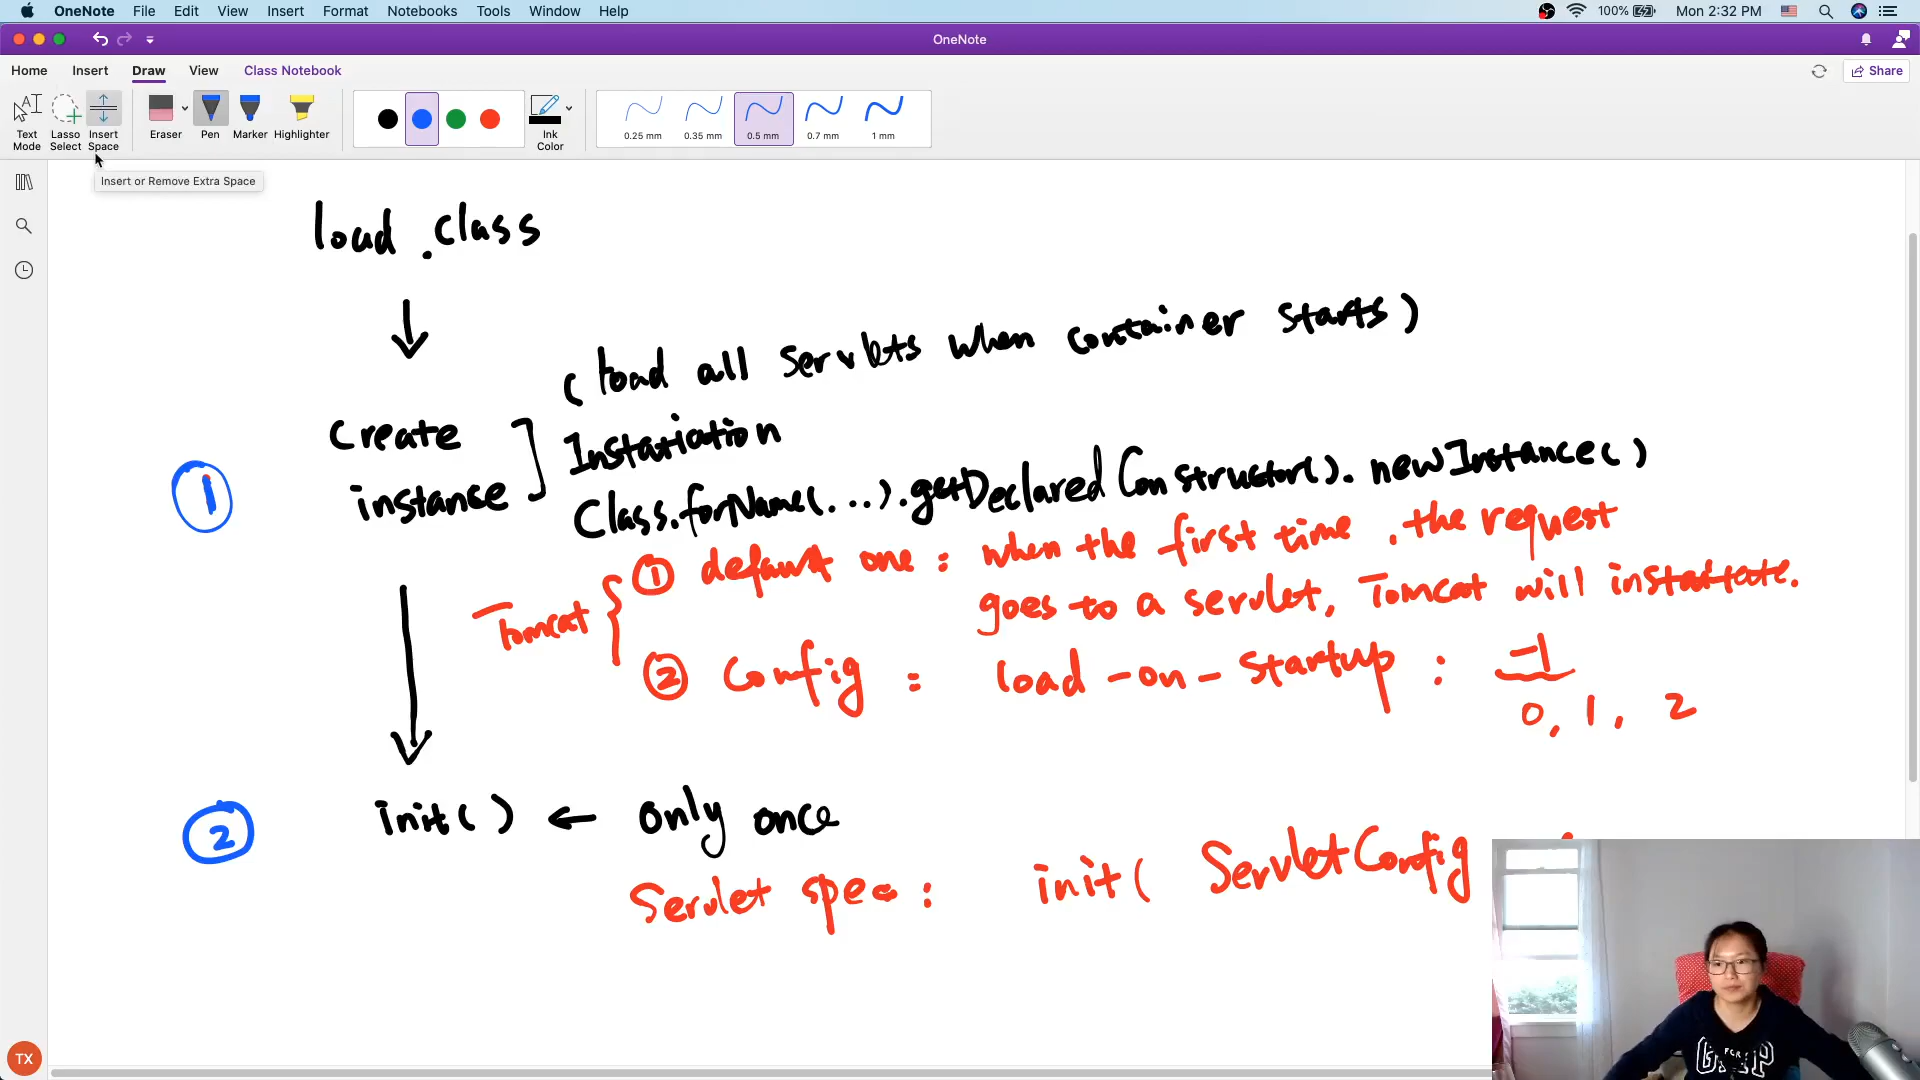 OneNote File Edit View Insert Format Notebooks Tools Window Help 100% Mon 2:32 PM
OneNote
Home Insert Draw View Class Notebook Share
Text Mode Lasso Select Insert Space Eraser Pen Marker Highlighter Ink Color 0.25 mm 0.35 mm 0.5 mm 0.7 mm 1 mm
Insert or Remove Extra Space
load .class
(load all servlets when container starts)
create
instance
Instatiation
1
Class.forName(...).getDeclaredConstructor().newInstance()
Tomcat
1 default one: when the first time, the request
goes to a servlet, Tomcat will instatiate.
2 Config : load-on-startup : -1
0, 1, 2
2
init() ← only once
Servlet spec: init( ServletConfig
GAP
FOR
TX